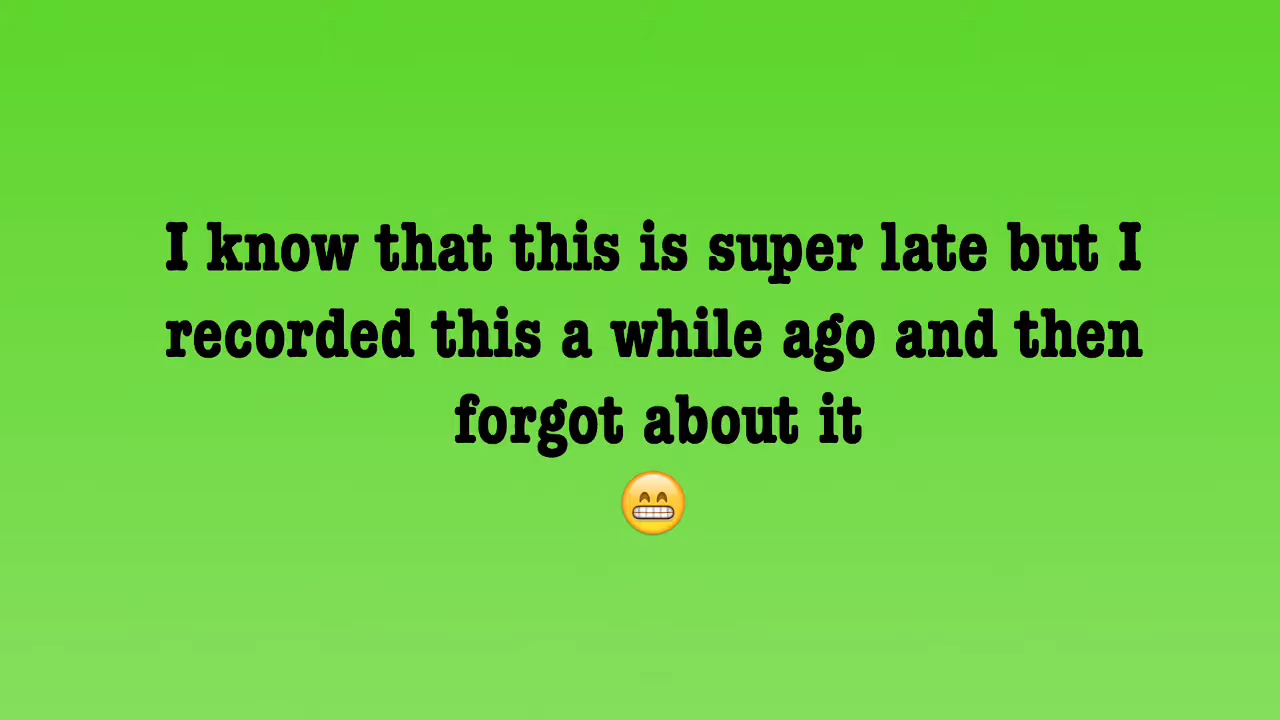 I know that this is super late but I
recorded this a while ago and then
forgot about it
😁